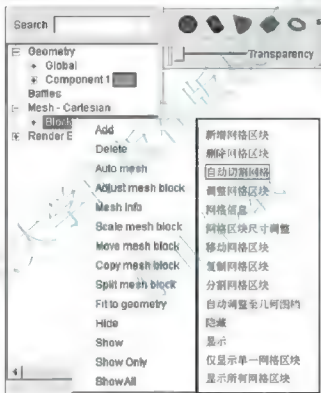 Search
Transparency
Geometry
Global
Component 1
Baffles
Mesh - Cartesian
Block
Render
Add
Delete
Auto mesh
Adjust mesh block
Mesh Info
Scale mesh block
Move mesh block
Copy mesh block
Split mesh block
Fit to geometry
Hide
Show
Show Only
Show All
新增网格区块
删除网格区块
自动切割网格
调整网格区块
网格信息
网格区块尺寸调整
移动网格区块
复制网格区块
分割网格区块
自动调整至几何图档
隐藏
显示
仅显示单一网格区块
显示所有网格区块